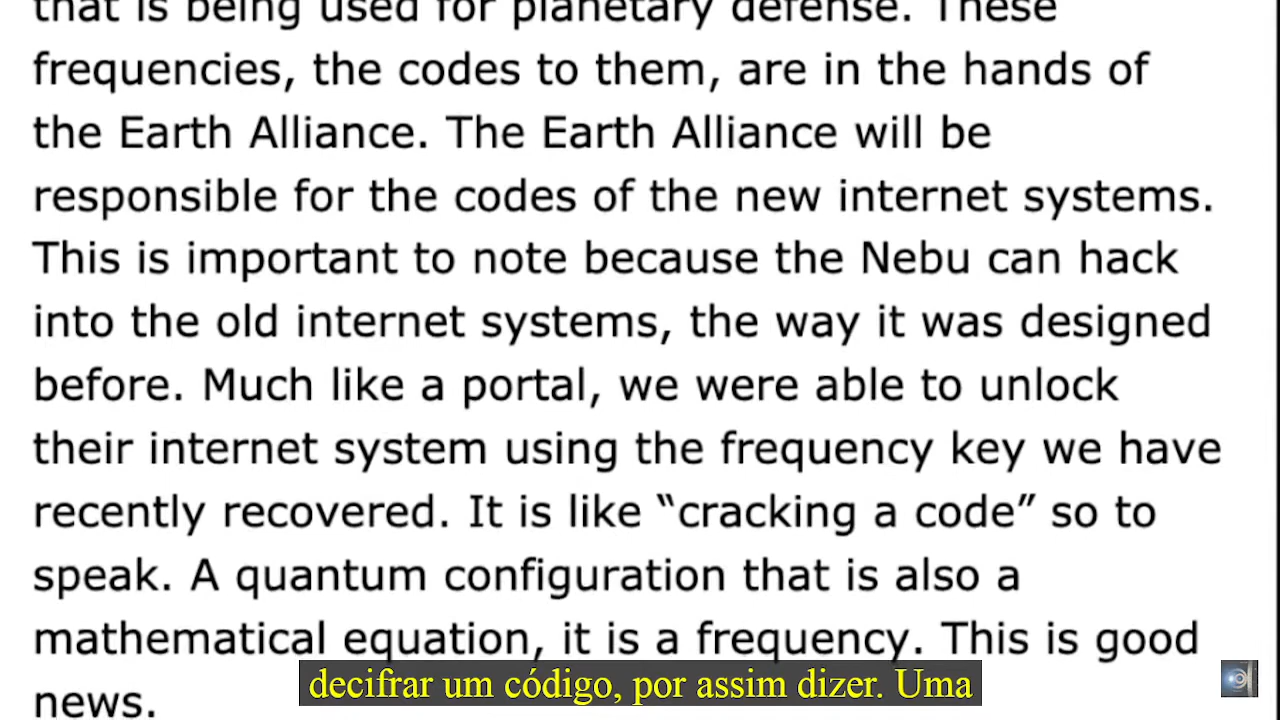 that is being used for planetary defense. These
frequencies, the codes to them, are in the hands of
the Earth Alliance. The Earth Alliance will be
responsible for the codes of the new internet systems.
This is important to note because the Nebu can hack
into the old internet systems, the way it was designed
before. Much like a portal, we were able to unlock
their internet system using the frequency key we have
recently recovered. It is like “cracking a code” so to
speak. A quantum configuration that is also a
mathematical equation, it is a frequency. This is good
news.
decifrar um código, por assim dizer. Uma